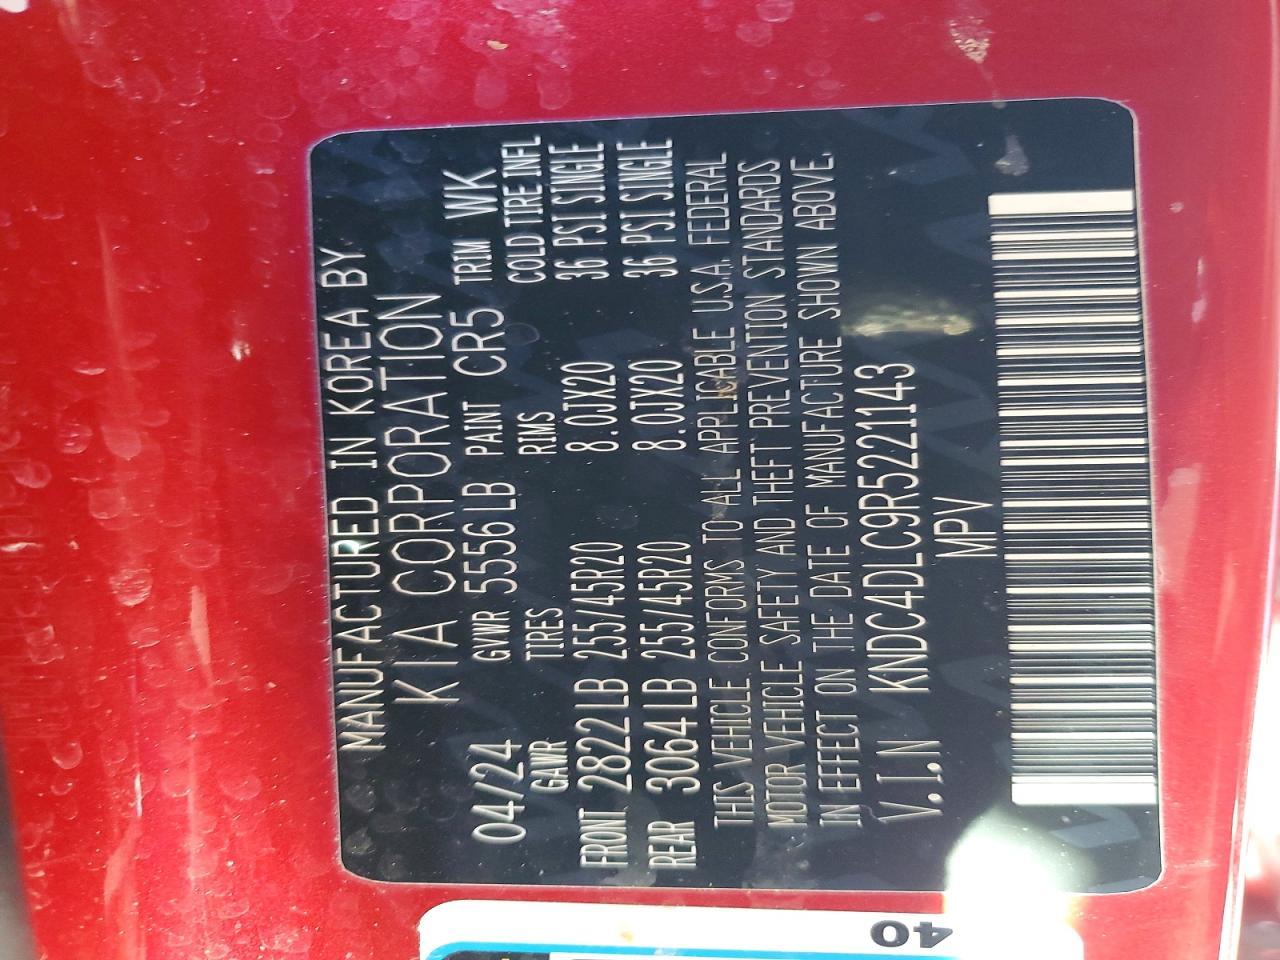 MANUFACTURED IN KOREA BY
KIA CORPORATION
04/24 GVWR 5556 LB PAINT CR5 TRIM WK
GAWR TIRES RIMS COLD TIRE INFL
FRONT 2822 LB 255/45R20 8.0JX20 36 PSI SINGLE
REAR 3064 LB 255/45R20 8.0JX20 36 PSI SINGLE
THIS VEHICLE CONFORMS TO ALL APPLICABLE U.S.A. FEDERAL
MOTOR VEHICLE SAFETY AND THEFT PREVENTION STANDARDS
IN EFFECT ON THE DATE OF MANUFACTURE SHOWN ABOVE.
V.I.N KNDC4DLC9R5221143
MPV
40